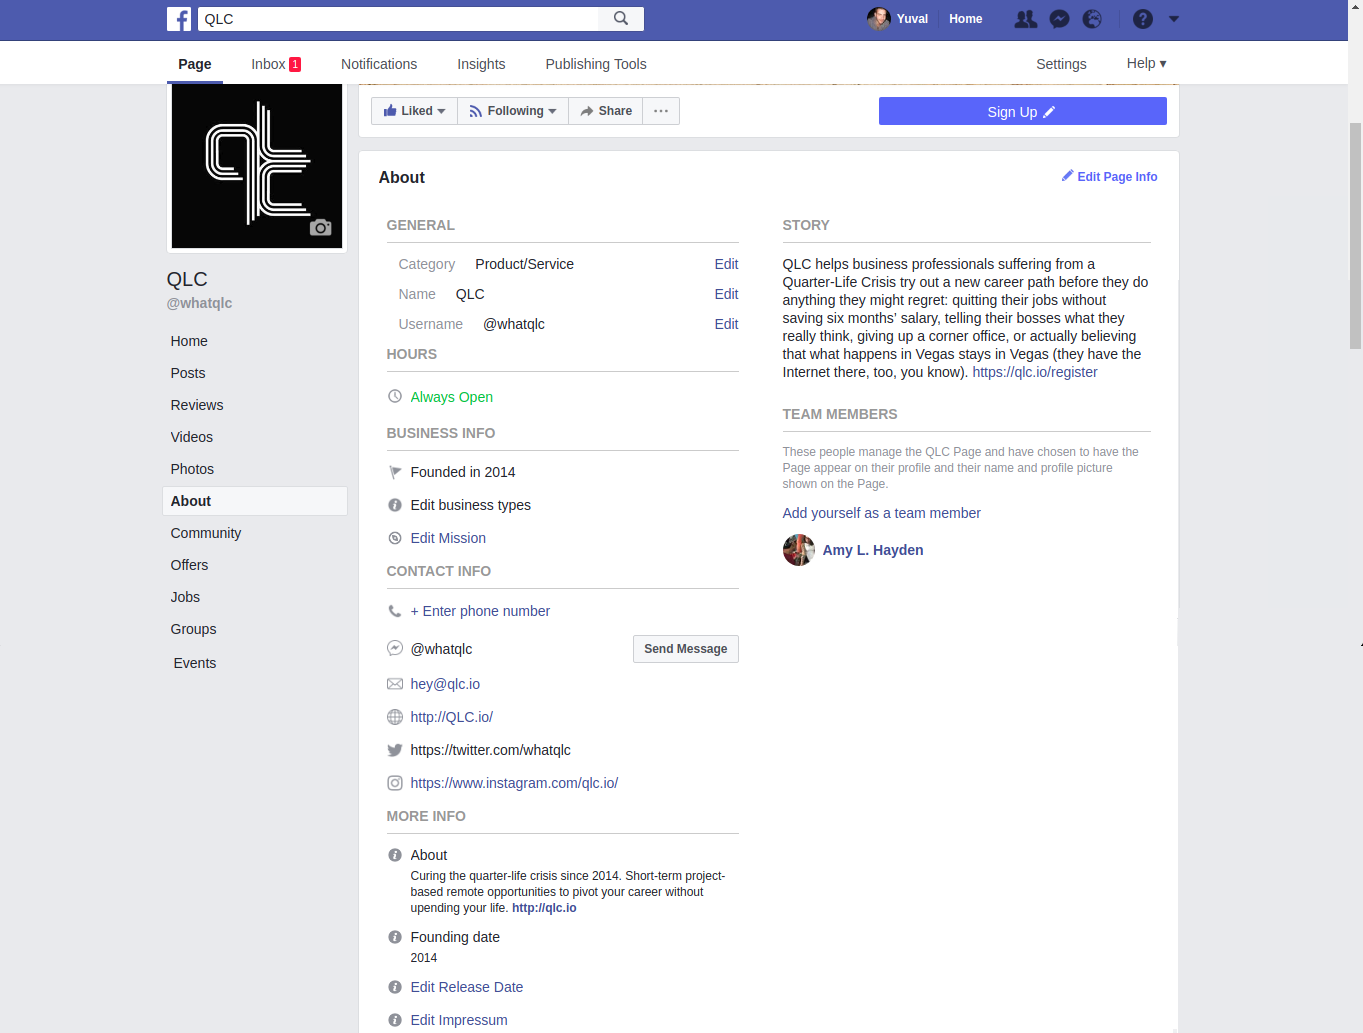 QLC
Yuval
Home
Page
Inbox 1
Notifications
Insights
Publishing Tools
Settings
Help ▾
Liked
Following
Share
Sign Up
QLC
@whatqlc
Home
Posts
Reviews
Videos
Photos
About
Community
Offers
Jobs
Groups
Events
About
Edit Page Info
GENERAL
Category Product/Service Edit
Name QLC Edit
Username @whatqlc Edit
HOURS
Always Open
BUSINESS INFO
Founded in 2014
Edit business types
Edit Mission
CONTACT INFO
+ Enter phone number
@whatqlc
Send Message
hey@qlc.io
http://QLC.io/
https://twitter.com/whatqlc
https://www.instagram.com/qlc.io/
MORE INFO
About
Curing the quarter-life crisis since 2014. Short-term project-
based remote opportunities to pivot your career without
upending your life. http://qlc.io
Founding date
2014
Edit Release Date
Edit Impressum
STORY
QLC helps business professionals suffering from a
Quarter-Life Crisis try out a new career path before they do
anything they might regret: quitting their jobs without
saving six months' salary, telling their bosses what they
really think, giving up a corner office, or actually believing
that what happens in Vegas stays in Vegas (they have the
Internet there, too, you know). https://qlc.io/register
TEAM MEMBERS
These people manage the QLC Page and have chosen to have the
Page appear on their profile and their name and profile picture
shown on the Page.
Add yourself as a team member
Amy L. Hayden